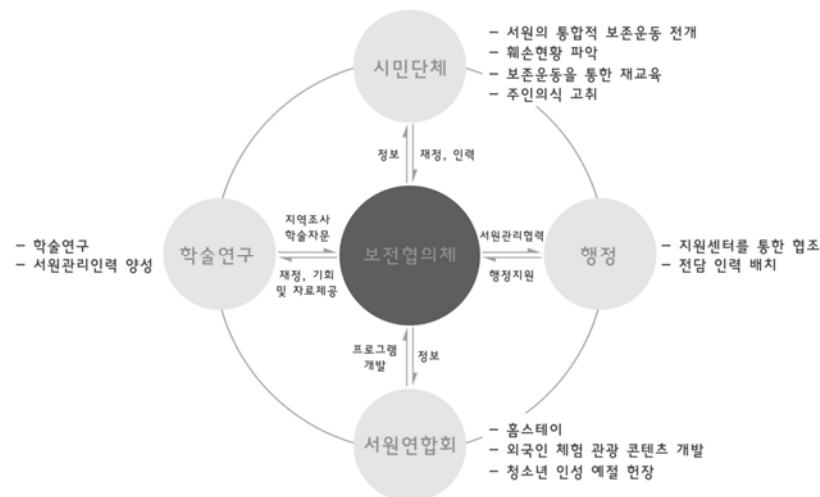 시민단체
- 서원의 통합적 보존운동 전개
- 훼손현황 파악
- 보존운동을 통한 재교육
- 주인의식 고취
정보
재정, 인력
학술연구
- 학술연구
- 서원관리인력 양성
지역조사
학술자문
재정, 기회
및 자료제공
보전협의체
서원관리협력
행정지원
행정
- 지원센터를 통한 협조
- 전담 인력 배치
프로그램
개발
정보
서원연합회
- 홈스테이
- 외국인 체험 관광 콘텐츠 개발
- 청소년 인성 예절 헌장